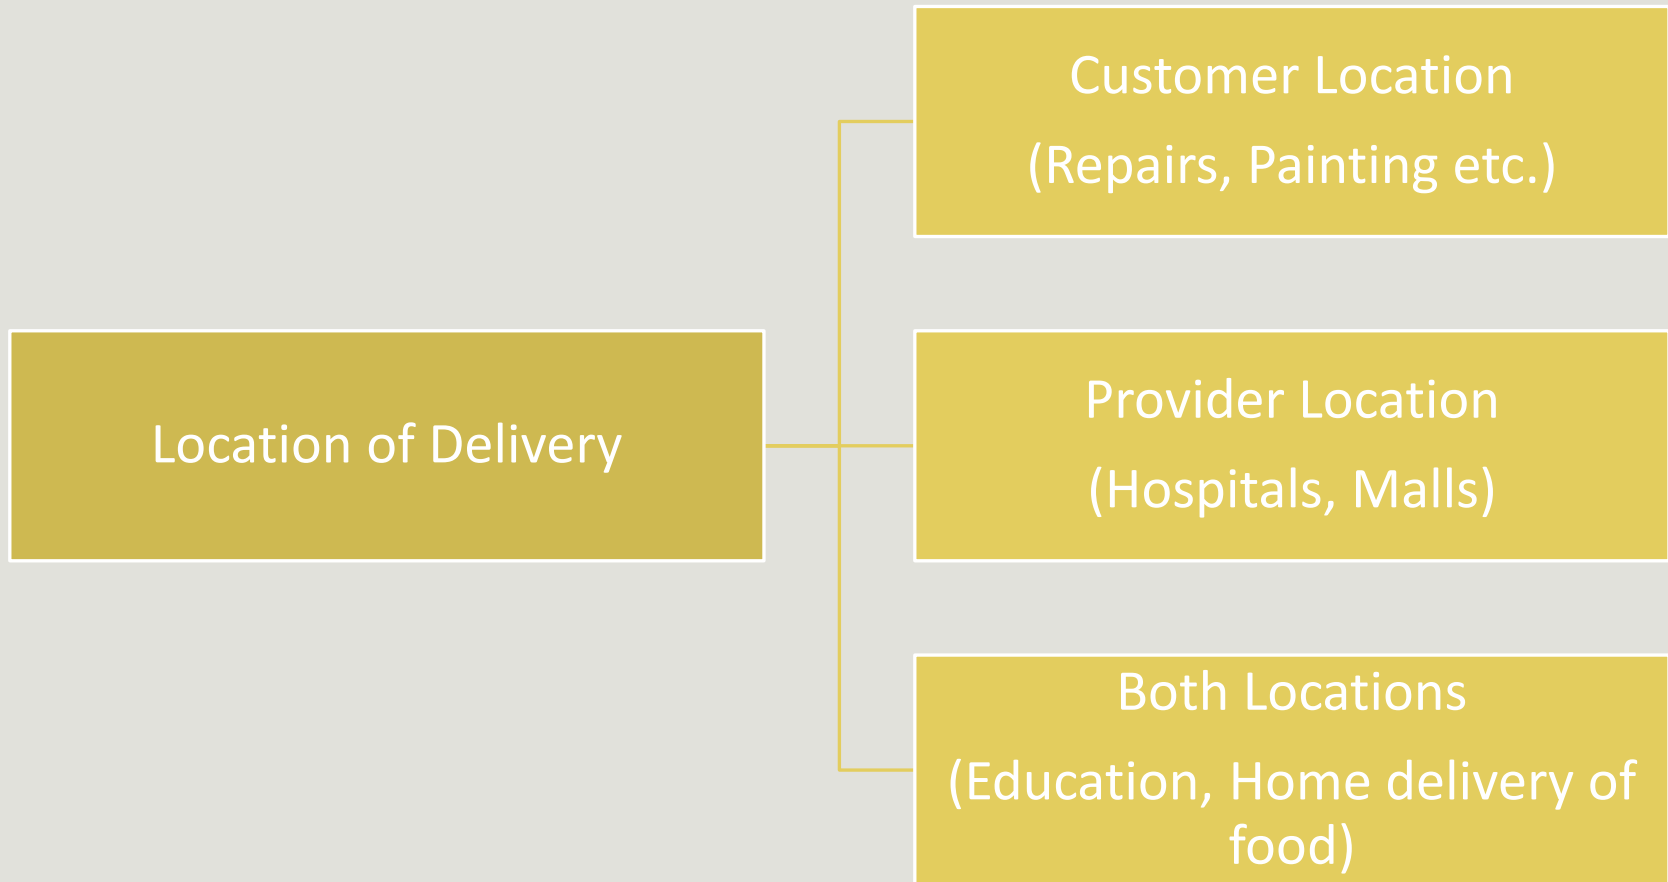 Location of Delivery
Customer Location
(Repairs, Painting etc.)
Provider Location
(Hospitals, Malls)
Both Locations
(Education, Home delivery of
food)